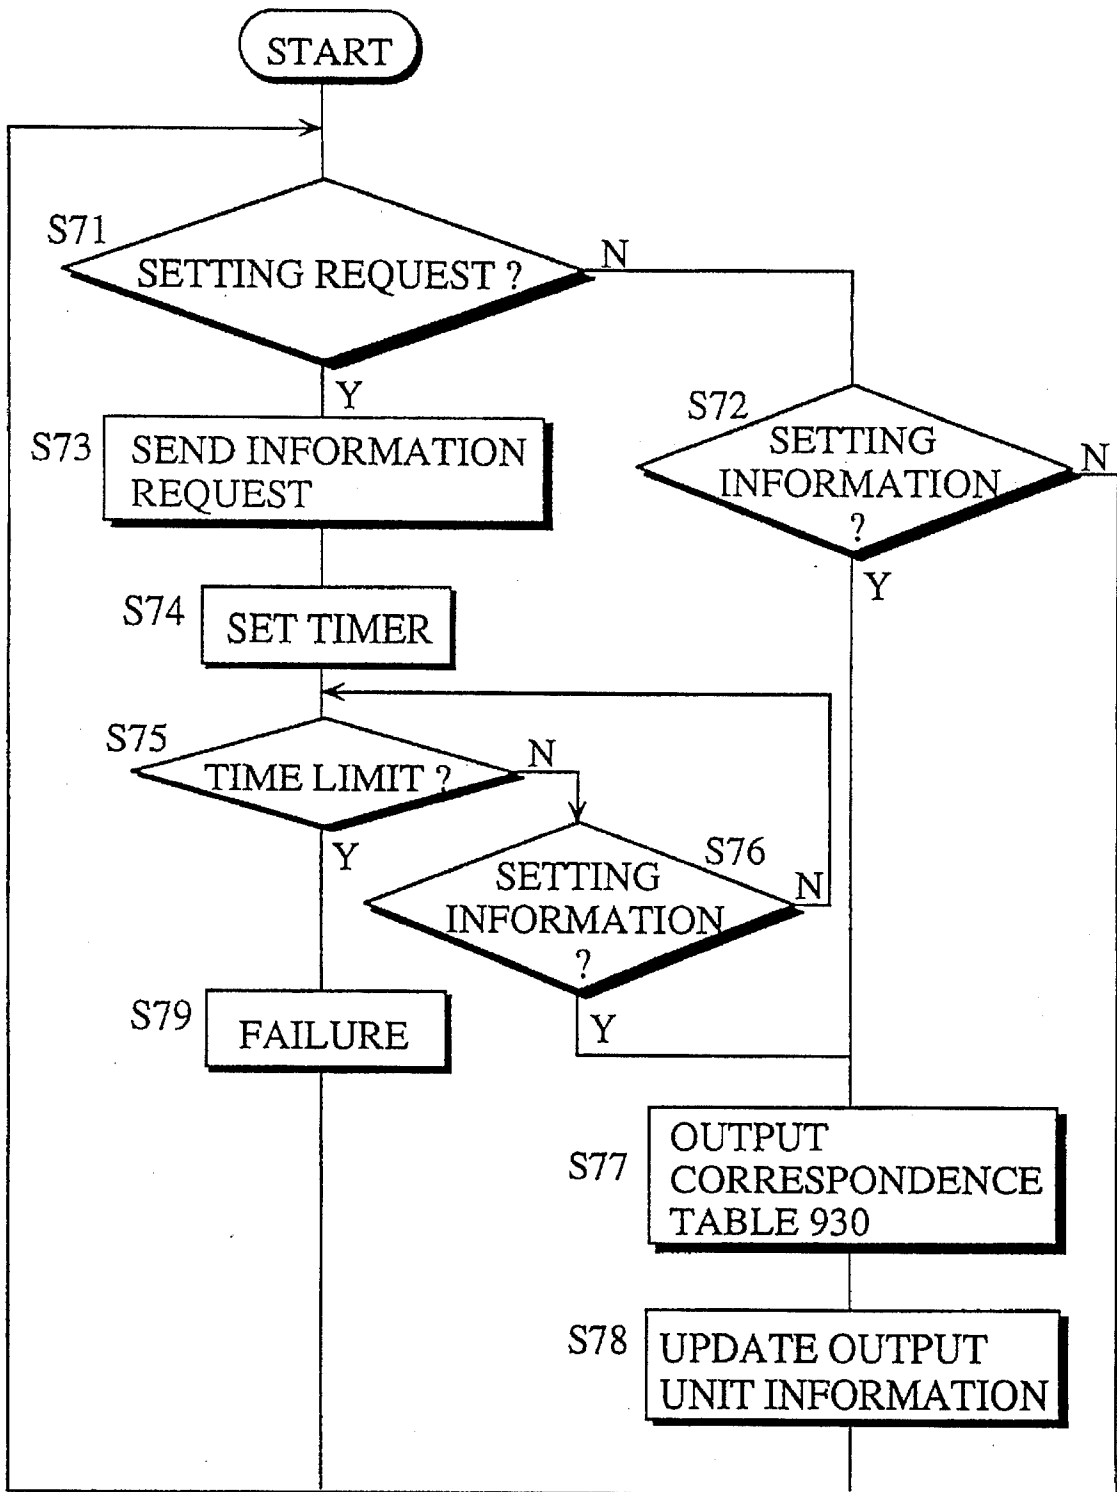 START
S71
SETTING REQUEST ?
N
Y
S72
SETTING
INFORMATION
?
N
Y
S73
SEND INFORMATION
REQUEST
S74
SET TIMER
S75
TIME LIMIT ?
N
Y
S76
SETTING
INFORMATION
?
N
Y
S79
FAILURE
S77
OUTPUT
CORRESPONDENCE
TABLE 930
S78
UPDATE OUTPUT
UNIT INFORMATION